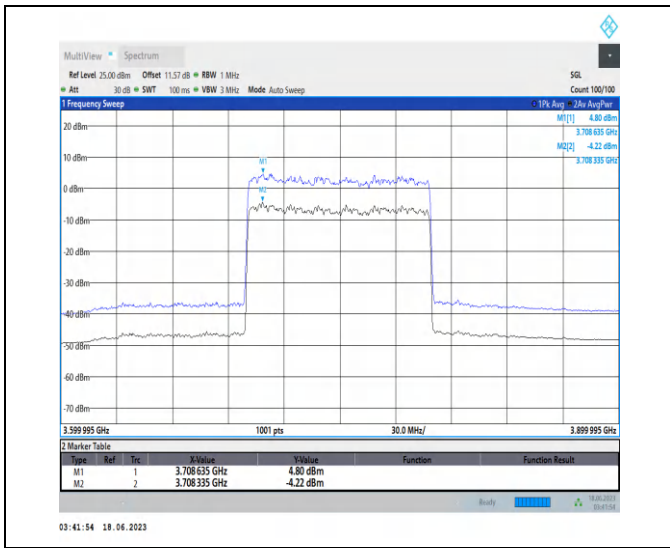 MultiView Spectrum
Ref Level 25.00 dBm Offset 11.57 dB RBW 1 MHz SGL
Att 30 dB SWT 100 ms VBW 3 MHz Mode Auto Sweep Count 100/100
1 Frequency Sweep 1Pk Avg 2Av AvgPwr
M1[1] 4.80 dBm
3.708 635 GHz
M2[2] -4.22 dBm
3.708 335 GHz
20 dBm
10 dBm
M1
0 dBm
M2
-10 dBm
-20 dBm
-30 dBm
-40 dBm
-50 dBm
-60 dBm
-70 dBm
3.599 995 GHz 1001 pts 30.0 MHz/ 3.899 995 GHz
2 Marker Table
Type Ref Trc X-Value Y-Value Function Function Result
M1 1 3.708 635 GHz 4.80 dBm
M2 2 3.708 335 GHz -4.22 dBm
Ready 18.06.2023
03:41:54
03:41:54 18.06.2023